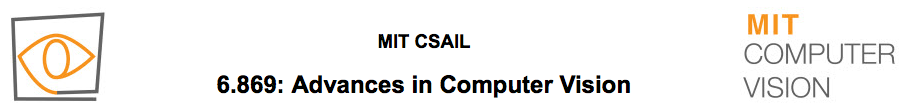 MIT CSAIL
6.869: Advances in Computer Vision
MIT
COMPUTER
VISION